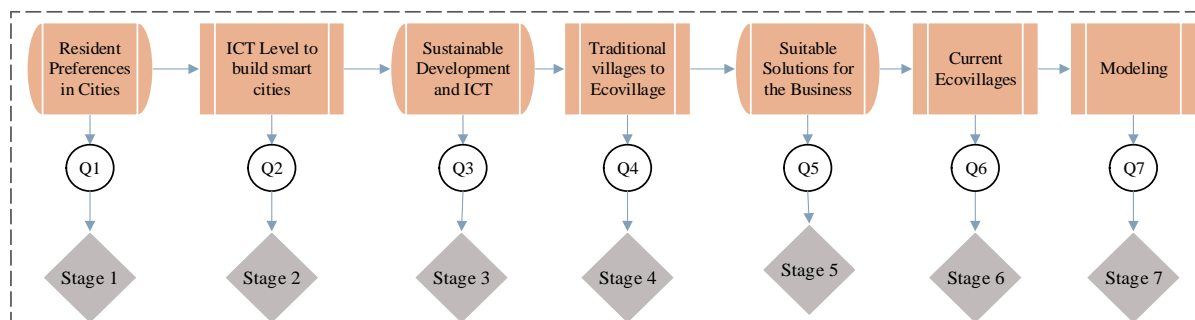 Resident
Preferences
in Cities
ICT Level to
build smart
cities
Sustainable
Development
and ICT
Traditional
villages to
Ecovillage
Suitable
Solutions for
the Business
Current
Ecovillages
Modeling
Q1
Q2
Q3
Q4
Q5
Q6
Q7
Stage 1
Stage 2
Stage 3
Stage 4
Stage 5
Stage 6
Stage 7